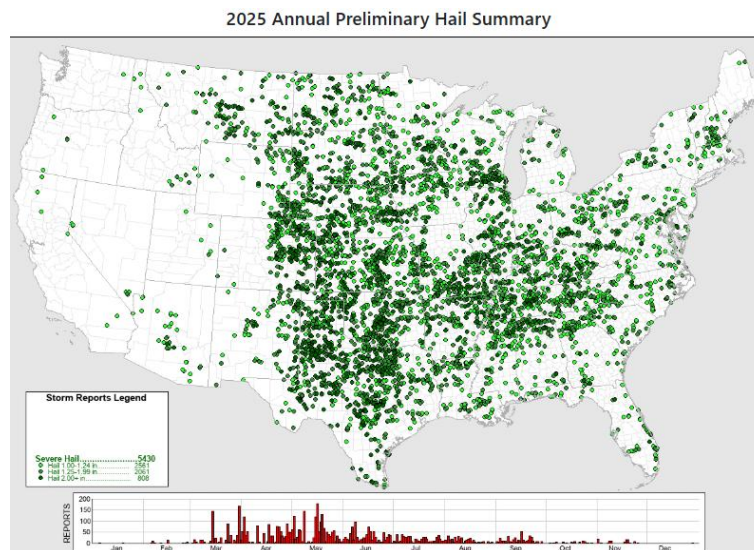 2025 Annual Preliminary Hail Summary
Storm Reports Legend
Severe Hail..................5430
Hail 1.00-1.24 in............ 2561
Hail 1.25-1.99 in............ 2061
Hail 2.00+ in................ 808
REPORTS
200
150
100
50
0
Jan Feb Mar Apr May Jun Jul Aug Sep Oct Nov Dec